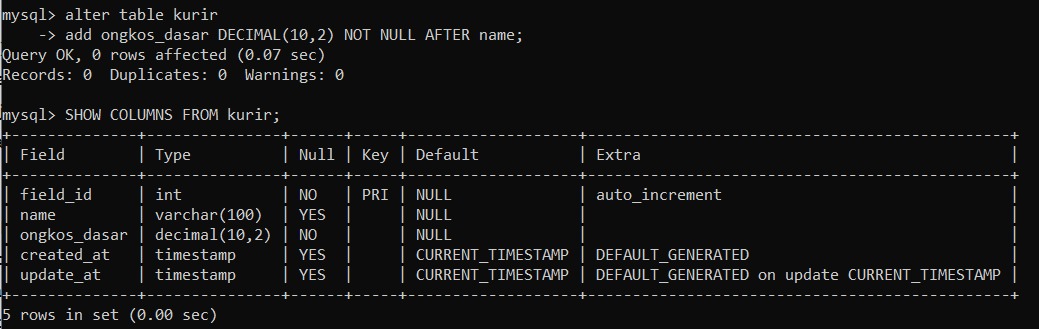 mysql> alter table kurir
    -> add ongkos_dasar DECIMAL(10,2) NOT NULL AFTER name;
Query OK, 0 rows affected (0.07 sec)
Records: 0  Duplicates: 0  Warnings: 0

mysql> SHOW COLUMNS FROM kurir;
+--------------+---------------+------+-----+-------------------+-----------------------------------------------+
| Field        | Type          | Null | Key | Default           | Extra                                         |
+--------------+---------------+------+-----+-------------------+-----------------------------------------------+
| field_id     | int           | NO   | PRI | NULL              | auto_increment                                |
| name         | varchar(100)  | YES  |     | NULL              |                                               |
| ongkos_dasar | decimal(10,2) | NO   |     | NULL              |                                               |
| created_at   | timestamp     | YES  |     | CURRENT_TIMESTAMP | DEFAULT_GENERATED                             |
| update_at    | timestamp     | YES  |     | CURRENT_TIMESTAMP | DEFAULT_GENERATED on update CURRENT_TIMESTAMP |
+--------------+---------------+------+-----+-------------------+-----------------------------------------------+
5 rows in set (0.00 sec)